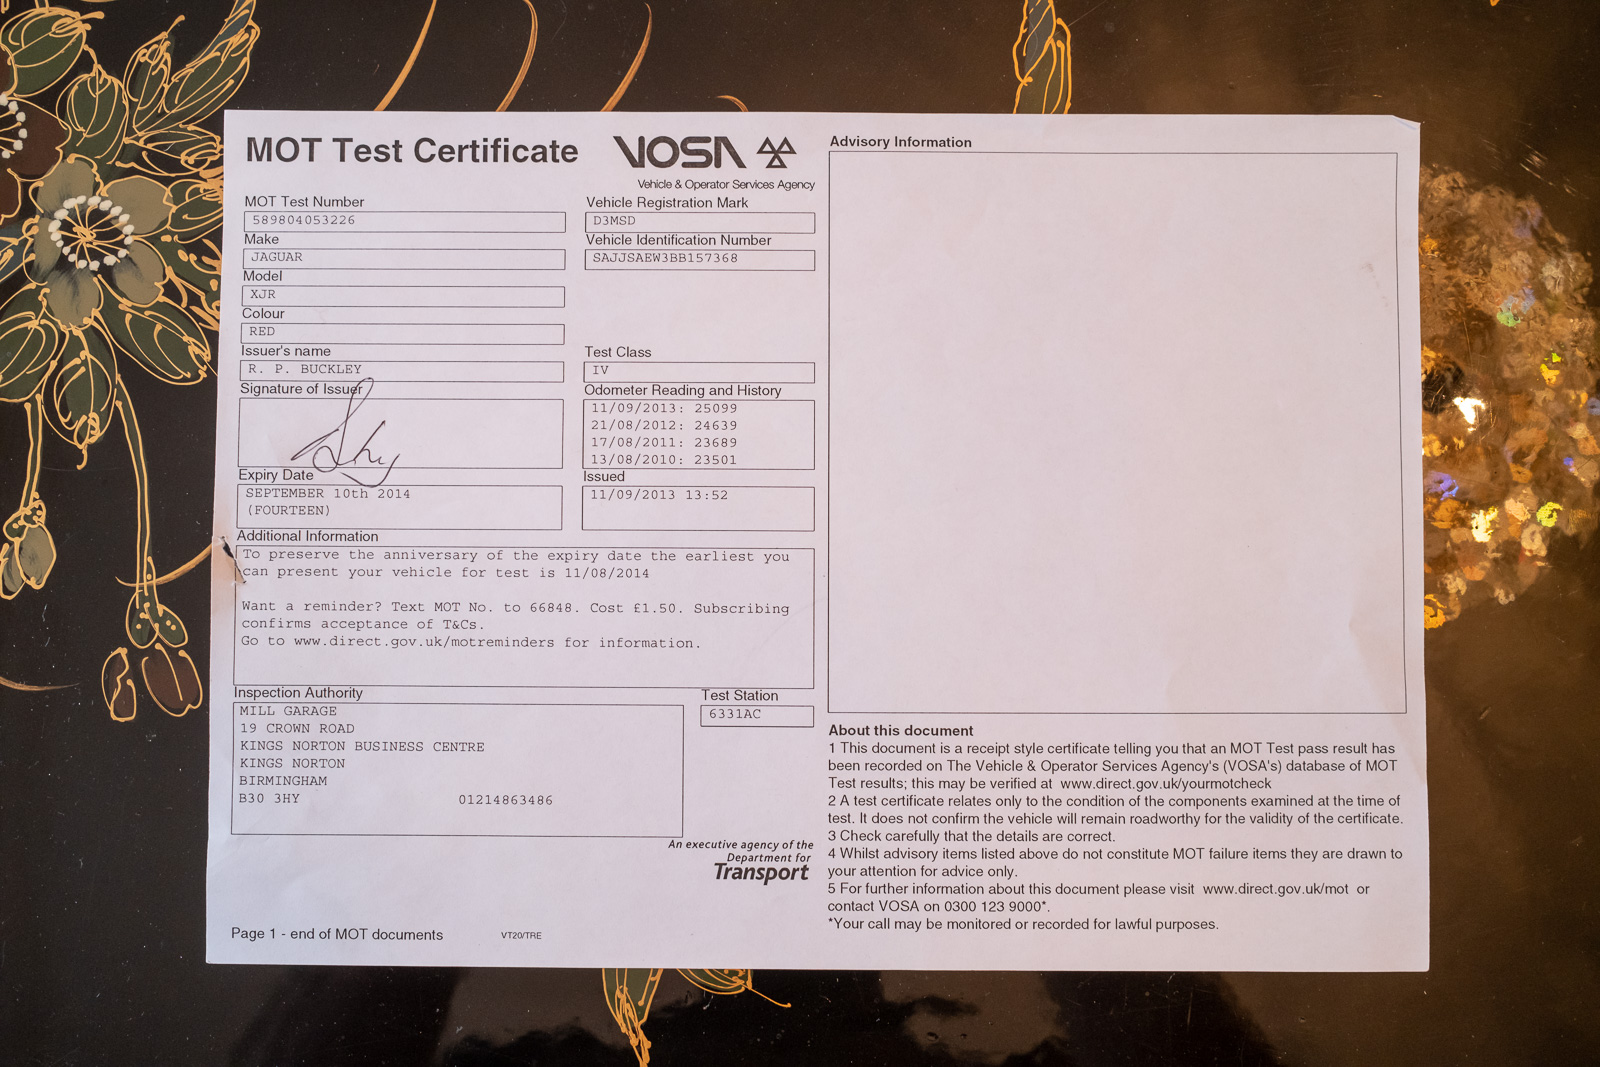 MOT Test Certificate
VOSA
Vehicle & Operator Services Agency
MOT Test Number
589804053226
Vehicle Registration Mark
D3MSD
Make
JAGUAR
Vehicle Identification Number
SAJJSAEW3BB157368
Model
XJR
Colour
RED
Issuer's name
R. P. BUCKLEY
Test Class
IV
Signature of Issuer
Odometer Reading and History
11/09/2013: 25099
21/08/2012: 24639
17/08/2011: 23689
13/08/2010: 23501
Expiry Date
SEPTEMBER 10th 2014
(FOURTEEN)
Issued
11/09/2013 13:52
Additional Information
To preserve the anniversary of the expiry date the earliest you
can present your vehicle for test is 11/08/2014
Want a reminder? Text MOT No. to 66848. Cost £1.50. Subscribing
confirms acceptance of T&Cs.
Go to www.direct.gov.uk/motreminders for information.
Inspection Authority
MILL GARAGE
19 CROWN ROAD
KINGS NORTON BUSINESS CENTRE
KINGS NORTON
BIRMINGHAM
B30 3HY 01214863486
Test Station
6331AC
An executive agency of the
Department for
Transport
Page 1 - end of MOT documents
VT20/TRE
Advisory Information
About this document
1 This document is a receipt style certificate telling you that an MOT Test pass result has
been recorded on The Vehicle & Operator Services Agency's (VOSA's) database of MOT
Test results; this may be verified at www.direct.gov.uk/yourmotcheck
2 A test certificate relates only to the condition of the components examined at the time of
test. It does not confirm the vehicle will remain roadworthy for the validity of the certificate.
3 Check carefully that the details are correct.
4 Whilst advisory items listed above do not constitute MOT failure items they are drawn to
your attention for advice only.
5 For further information about this document please visit www.direct.gov.uk/mot or
contact VOSA on 0300 123 9000*.
*Your call may be monitored or recorded for lawful purposes.